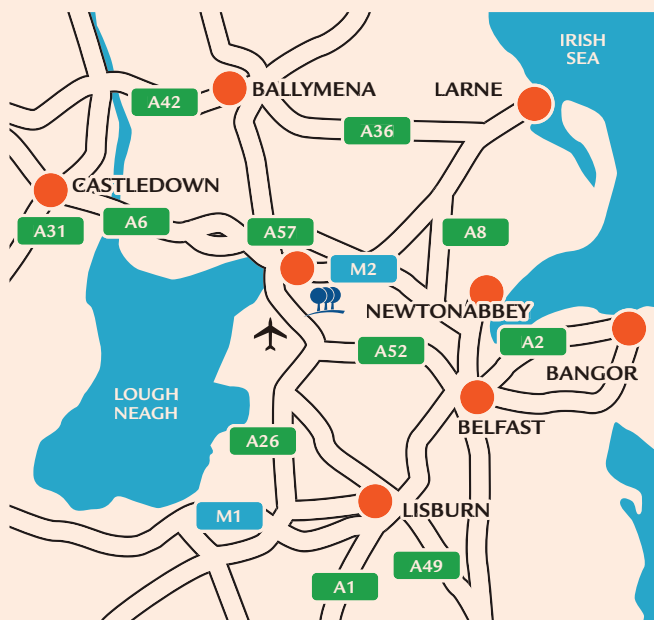 IRISH
SEA
BALLYMENA
LARNE
A42
A36
CASTLEDOWN
A31
A6
A57
A8
M2
NEWTONABBEY
A2
A52
BANGOR
LOUGH
NEAGH
BELFAST
A26
LISBURN
M1
A49
A1